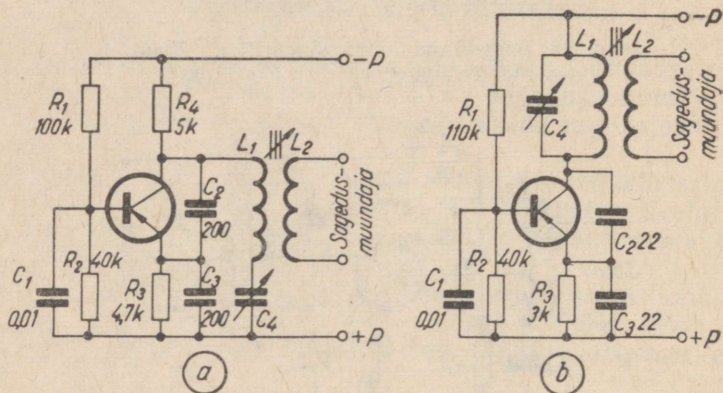 −P
R₁
100k
R₄
5k
L₁
L₂
C₂
200
Sagedus-
muundaja
C₁
0,01
R₂
40k
R₃
4,7k
C₃
200
C₄
+P
a
−P
R₁
110k
L₁
L₂
C₄
Sagedus-
muundaja
C₁
0,01
R₂
40k
R₃
3k
C₂ 22
C₃ 22
+P
b